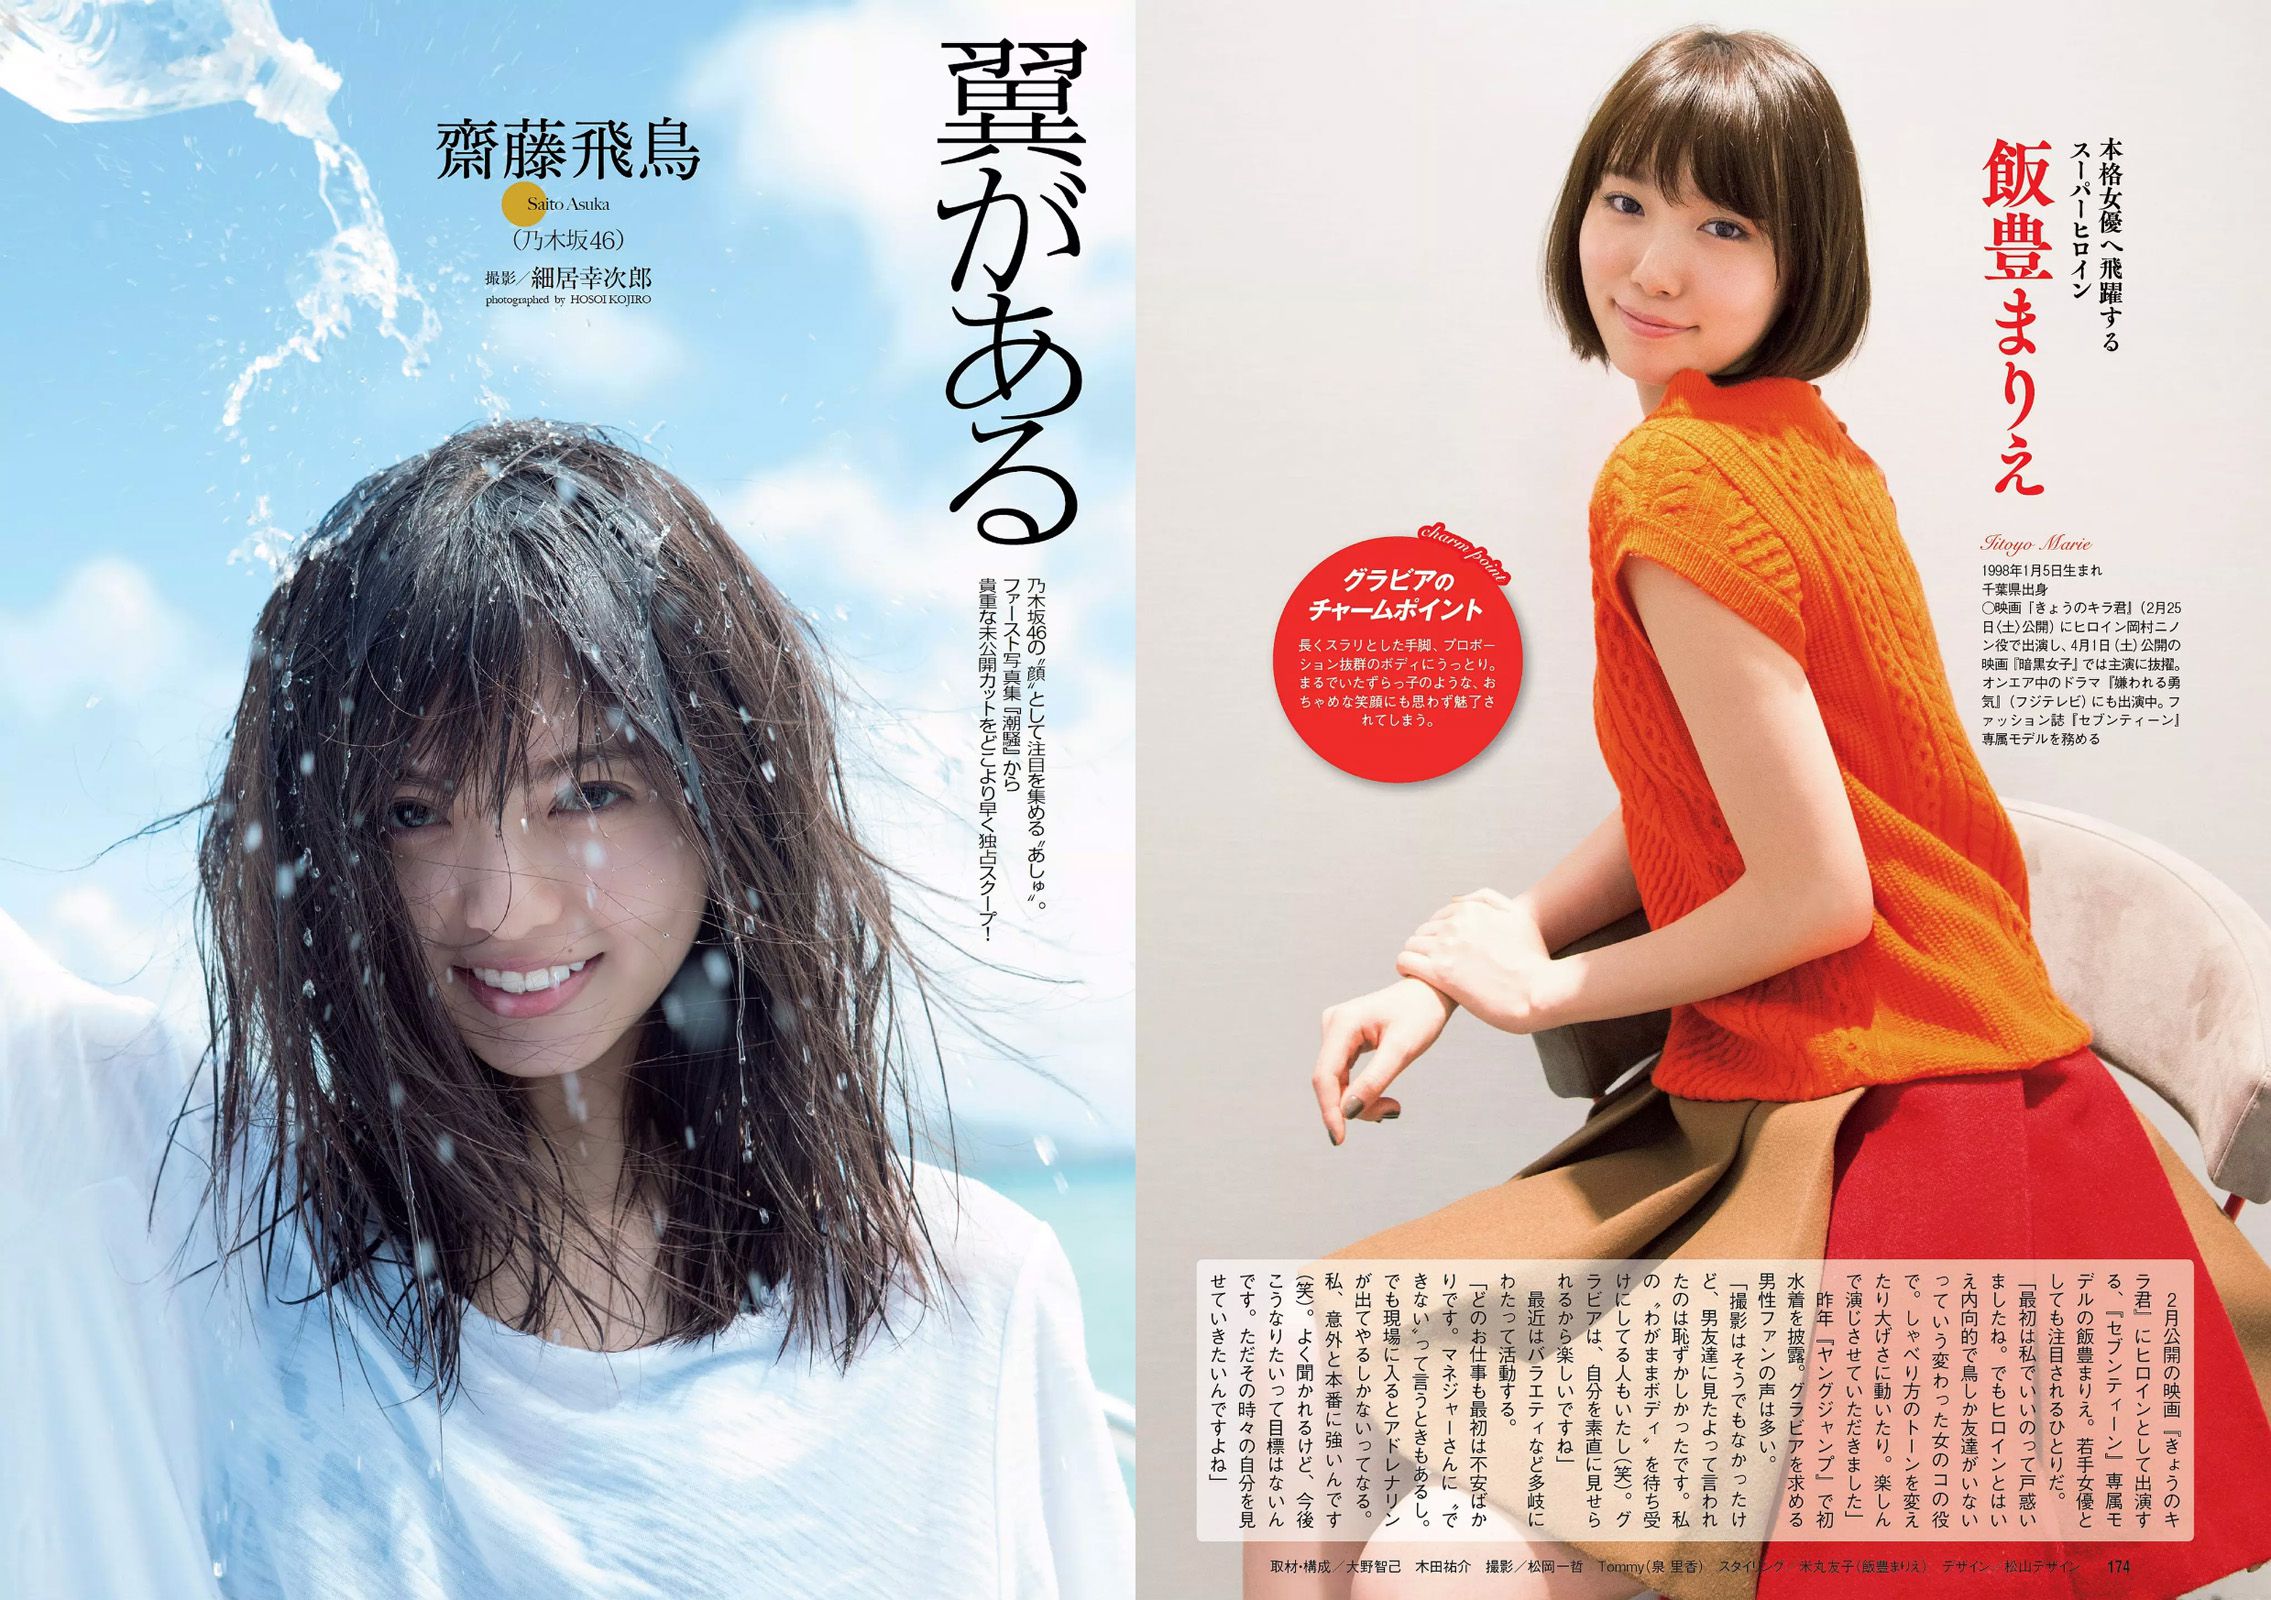 翼がある
齋藤飛鳥
Saito Asuka
(乃木坂46)
撮影／細居幸次郎
photographed by HOSOI KOJIRO
乃木坂46の〝顔〟として注目を集める〝あしゅ〟。
ファースト写真集『潮騒』から
貴重な未公開カットをどこより早く独占スクープ！
本格女優へ飛躍する
スーパーヒロイン
飯豊まりえ
Iitoyo Marie
1998年1月5日生まれ
千葉県出身
〇映画『きょうのキラ君』(2月25
日(土)公開)にヒロイン岡村ニノ
ン役で出演し、4月1日(土)公開の
映画『暗黒女子』では主演に抜擢。
オンエア中のドラマ『嫌われる勇
気』(フジテレビ)にも出演中。フ
ァッション誌『セブンティーン』
専属モデルを務める
charm point
グラビアの
チャームポイント
長くスラリとした手脚、プロポー
ション抜群のボディにうっとり。
まるでいたずらっ子のような、お
ちゃめな笑顔にも思わず魅了さ
れてしまう。
2月公開の映画『きょうのキ
ラ君』にヒロインとして出演す
る、『セブンティーン』専属モ
デルの飯豊まりえ。若手女優と
しても注目されるひとりだ。
「最初は私でいいのって戸惑い
ましたね。でもヒロインとはい
え内向的で鳥しか友達がいない
っていう変わった女のコの役
で。しゃべり方のトーンを変え
たり大げさに動いたり。楽しん
で演じさせていただきました」
昨年『ヤングジャンプ』で初
水着を披露。グラビアを求める
男性ファンの声は多い。
「撮影はそうでもなかったけ
ど、男友達に見たよって言われ
たのは恥ずかしかったです。私
の〝わがままボディ〟を待ち受
けにしてる人もいたし(笑)。グ
ラビアは、自分を素直に見せら
れるから楽しいですね」
最近はバラエティなど多岐に
わたって活動する。
「どのお仕事も最初は不安ばか
りです。マネジャーさんに〝で
きない〟って言うときもあるし。
でも現場に入るとアドレナリン
が出てやるしかないってなる。
私、意外と本番に強いんです
(笑)。よく聞かれるけど、今後
こうなりたいって目標はないん
です。ただその時々の自分を見
せていきたいんですよね」
取材・構成／大野智己　木田祐介　撮影／松岡一哲　Tommy(泉 里香)　スタイリング／米丸友子(飯豊まりえ)　デザイン／松山デザイン　174